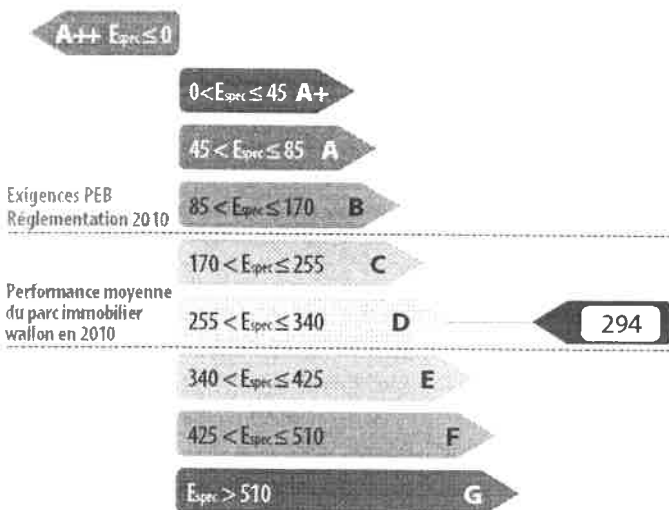 A++ Espec ≤ 0
0 < Espec ≤ 45 A+
45 < Espec ≤ 85 A
Exigences PEB
Réglementation 2010
85 < Espec ≤ 170 B
170 < Espec ≤ 255 C
Performance moyenne
du parc immobilier
wallon en 2010
255 < Espec ≤ 340 D
294
340 < Espec ≤ 425 E
425 < Espec ≤ 510 F
Espec > 510 G